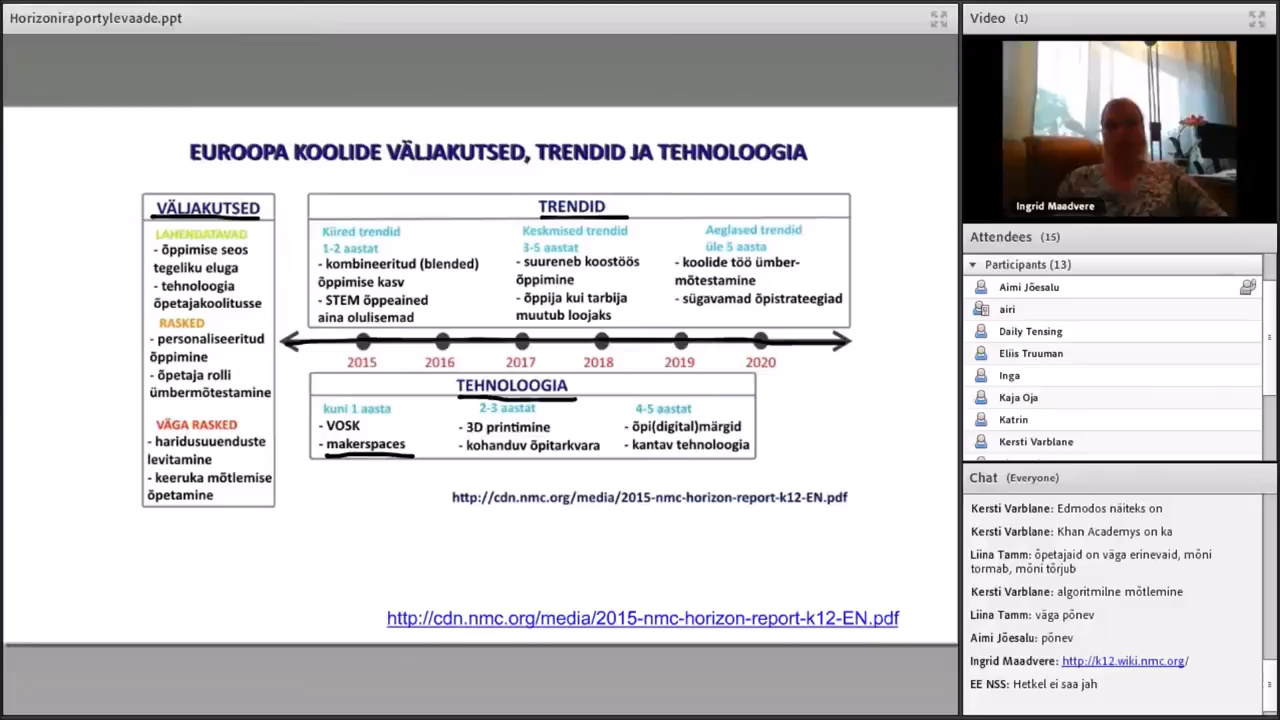 Horizoniraportylevaade.ppt
EUROOPA KOOLIDE VÄLJAKUTSED, TRENDID JA TEHNOLOOGIA
VÄLJAKUTSED
LAHENDATAVAD
- õppimise seos
tegeliku eluga
- tehnoloogia
õpetajakoolitusse
RASKED
- personaliseeritud
õppimine
- õpetaja rolli
ümbermõtestamine
VÄGA RASKED
- haridusuuenduste
levitamine
- keeruka mõtlemise
õpetamine
TRENDID
Kiired trendid
1-2 aastat
- kombineeritud (blended)
õppimise kasv
- STEM õppeained
aina olulisemad
Keskmised trendid
3-5 aastat
- suureneb koostöös
õppimine
- õppija kui tarbija
muutub loojaks
Aeglased trendid
üle 5 aasta
- koolide töö ümber-
mõtestamine
- sügavamad õpistrateegiad
2015 2016 2017 2018 2019 2020
TEHNOLOOGIA
kuni 1 aasta
- VOSK
- makerspaces
2-3 aastat
- 3D printimine
- kohanduv õpitarkvara
4-5 aastat
- õpi(digital)märgid
- kantav tehnoloogia
http://cdn.nmc.org/media/2015-nmc-horizon-report-k12-EN.pdf
http://cdn.nmc.org/media/2015-nmc-horizon-report-k12-EN.pdf
Video (1)
Ingrid Maadvere
Attendees (15)
Participants (13)
Aimi Jõesalu
airi
Daily Tensing
Eliis Truuman
Inga
Kaja Oja
Katrin
Kersti Varblane
Chat (Everyone)
Kersti Varblane: Edmodos näiteks on
Kersti Varblane: Khan Academys on ka
Liina Tamm: õpetajaid on väga erinevaid, mõni
tormab, mõni tõrjub
Kersti Varblane: algoritmilne mõtlemine
Liina Tamm: väga põnev
Aimi Jõesalu: põnev
Ingrid Maadvere: http://k12.wiki.nmc.org/
EE NSS: Hetkel ei saa jah